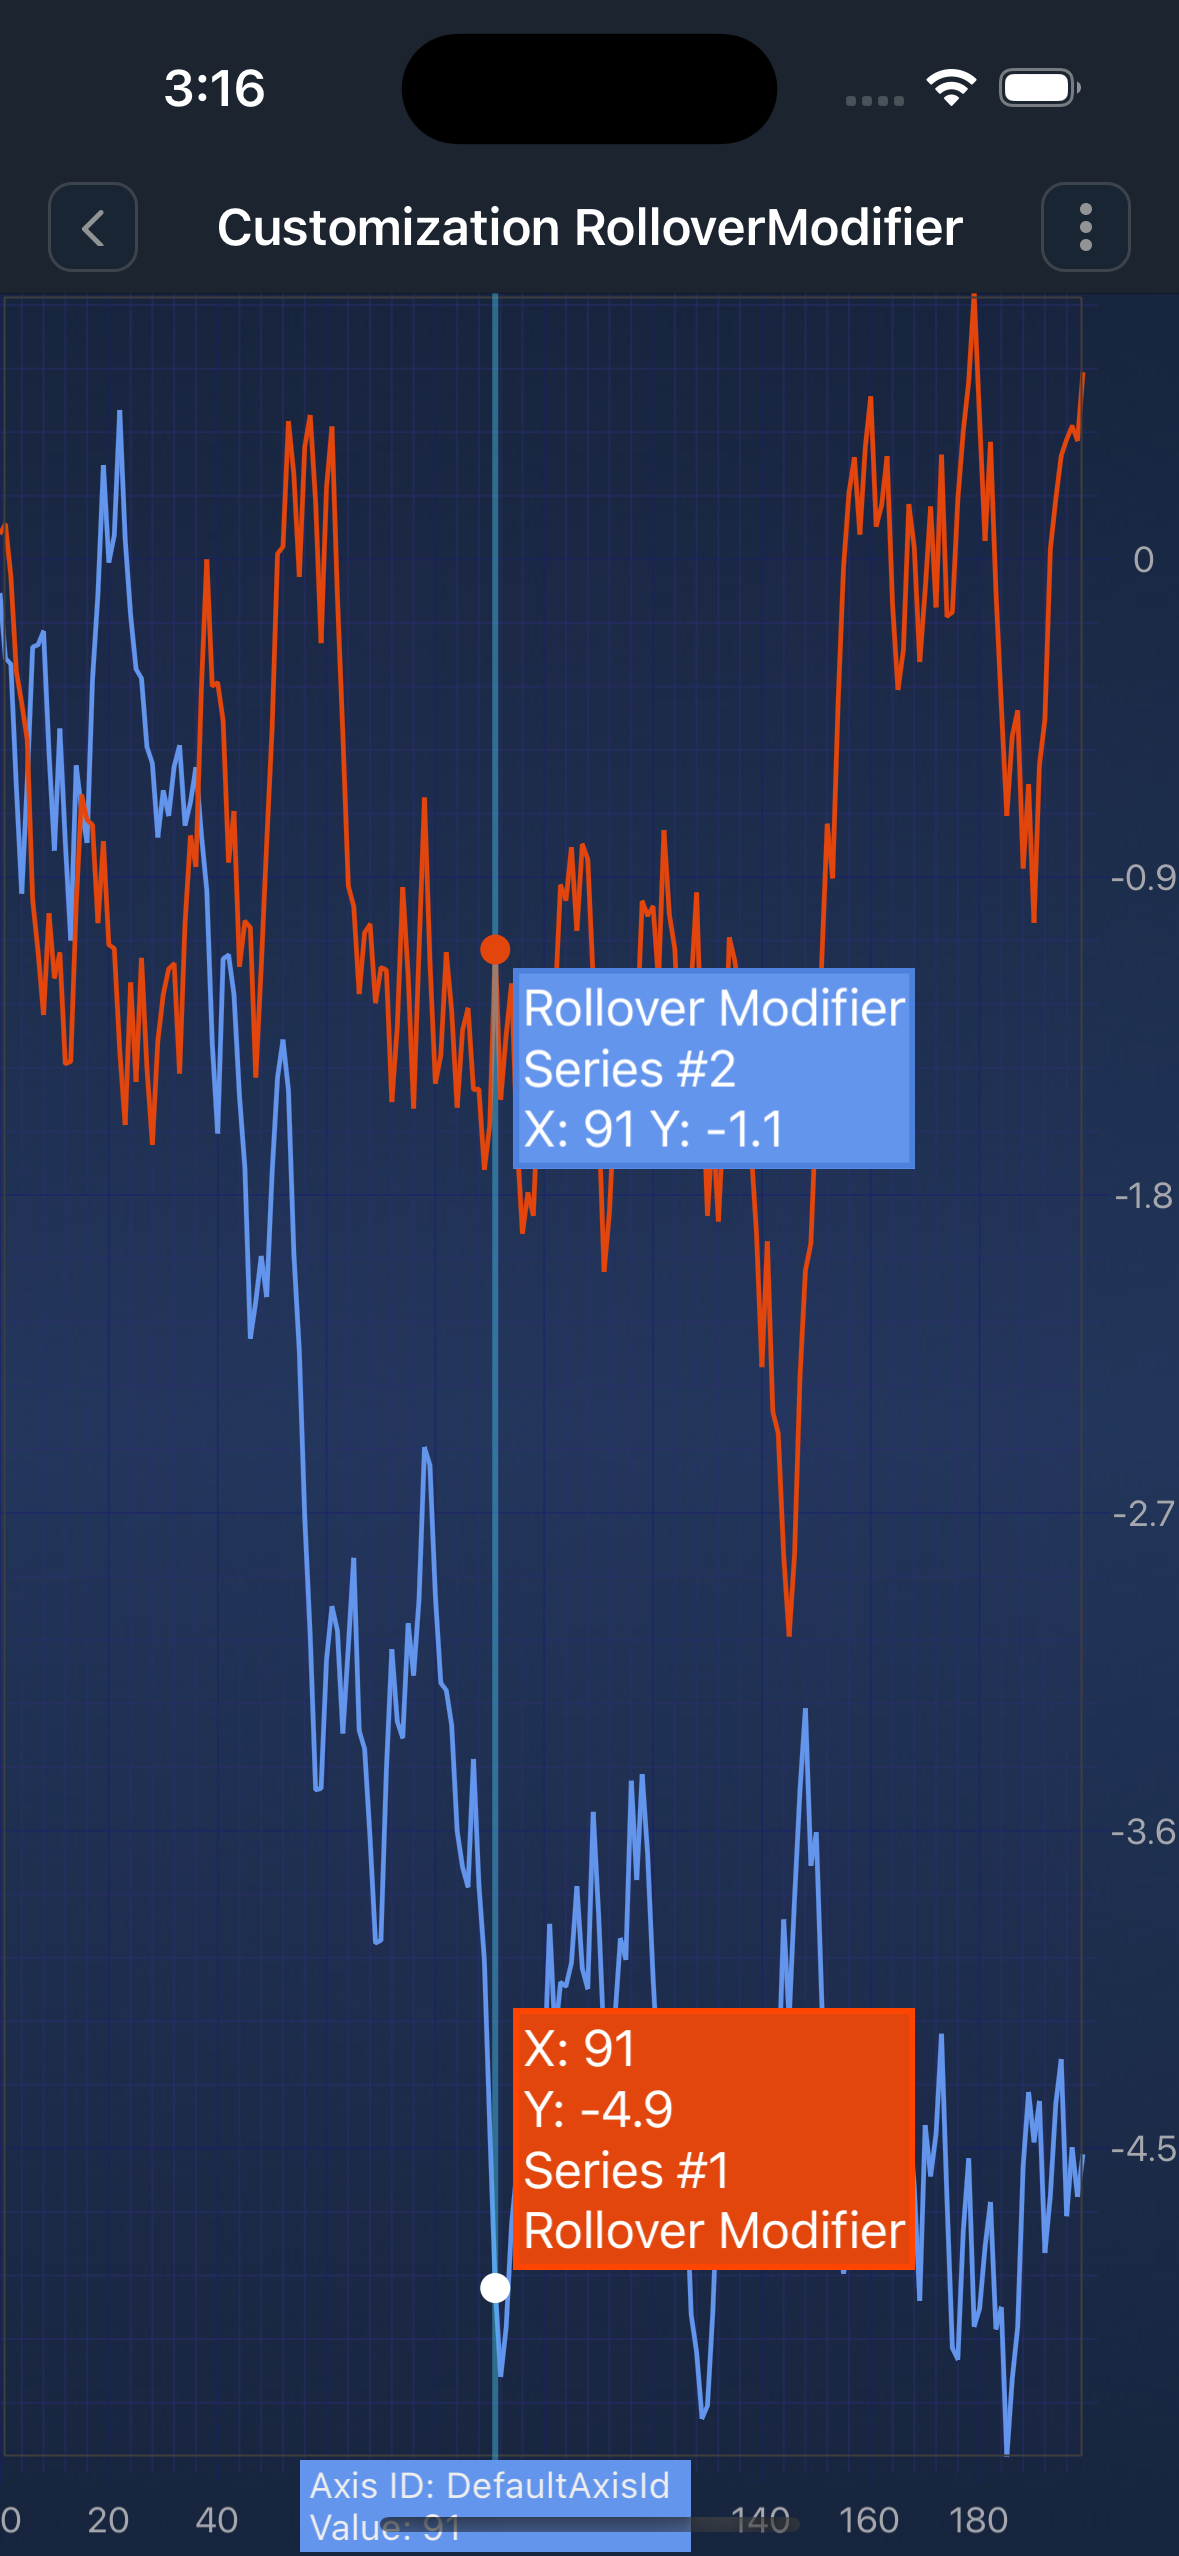 3:16
Customization RolloverModifier
0
-0.9
Rollover Modifier
Series #2
X: 91 Y: -1.1
-1.8
-2.7
-3.6
X: 91
Y: -4.9
Series #1
Rollover Modifier
-4.5
Axis ID: DefaultAxisId
Value: 91
0 20 40 140 160 180